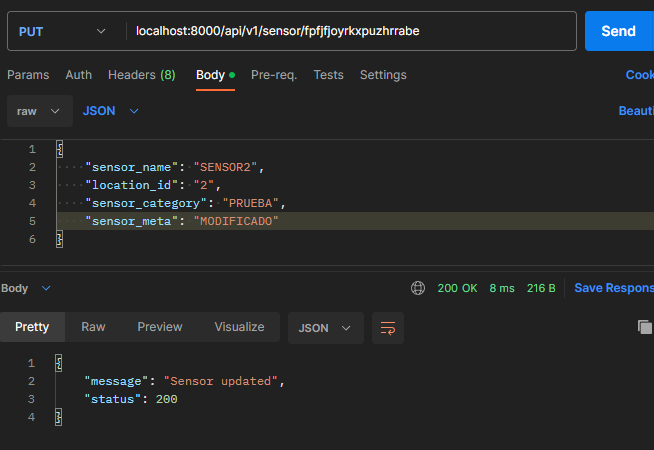 PUT localhost:8000/api/v1/sensor/fpfjfjoyrkxpuzhrrabe Send
Params Auth Headers (8) Body Pre-req. Tests Settings Cook
raw JSON Beauti
1 {
2 "sensor_name": "SENSOR2",
3 "location_id": "2",
4 "sensor_category": "PRUEBA",
5 "sensor_meta": "MODIFICADO"
6 }
Body 200 OK 8 ms 216 B Save Respons
Pretty Raw Preview Visualize JSON
1 {
2 "message": "Sensor updated",
3 "status": 200
4 }